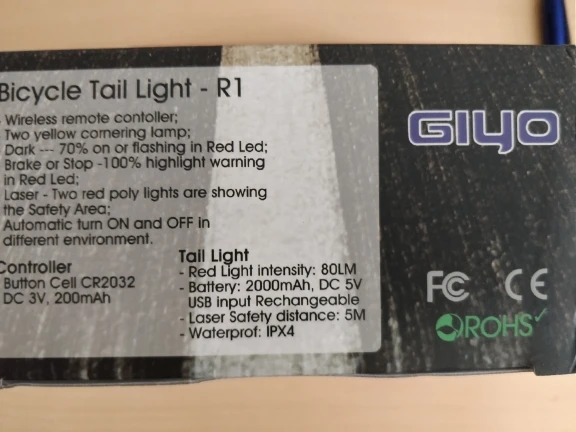 Bicycle Tail Light - R1
Wireless remote contoller;
Two yellow cornering lamp;
Dark --- 70% on or flashing in Red Led;
Brake or Stop -100% highlight warning
in Red Led;
Laser - Two red poly lights are showing
the Safety Area;
Automatic turn ON and OFF in
different environment.
Controller
Button Cell CR2032
DC 3V, 200mAh
Tail Light
- Red Light intensity: 80LM
- Battery: 2000mAh, DC 5V
USB input Rechangeable
- Laser Safety distance: 5M
- Waterprof: IPX4
GIYO
FC CE
ROHS